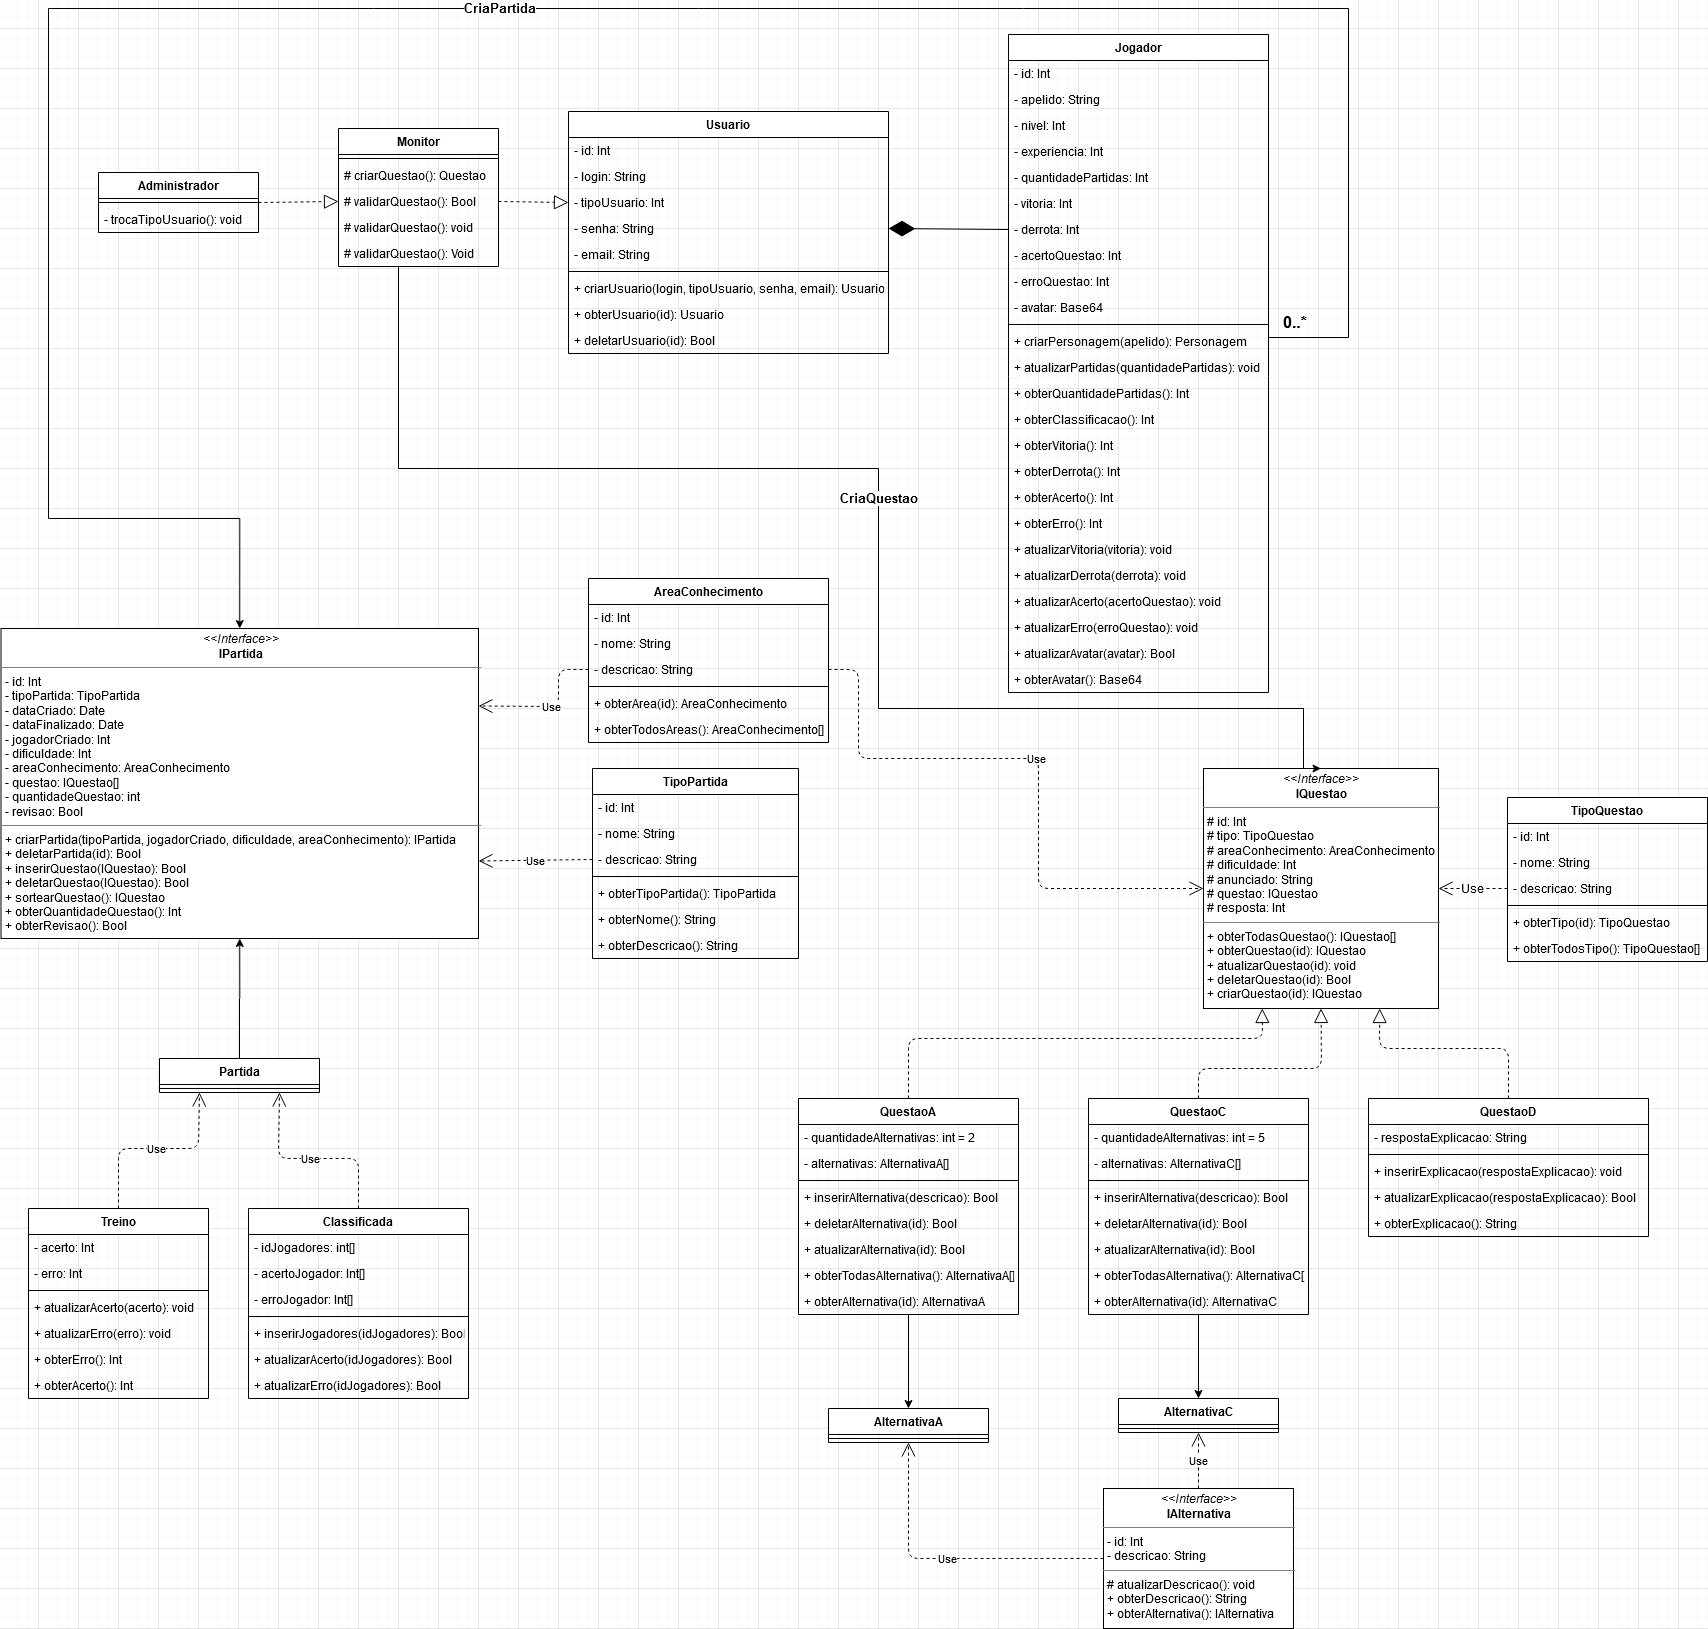 CriaPartida
Jogador
- id: Int
- apelido: String
- nivel: Int
- experiencia: Int
- quantidadePartidas: Int
- vitoria: Int
- derrota: Int
- acertoQuestao: Int
- erroQuestao: Int
- avatar: Base64
+ criarPersonagem(apelido): Personagem
+ atualizarPartidas(quantidadePartidas): void
+ obterQuantidadePartidas(): Int
+ obterClassificacao(): Int
+ obterVitoria(): Int
+ obterDerrota(): Int
+ obterAcerto(): Int
+ obterErro(): Int
+ atualizarVitoria(vitoria): void
+ atualizarDerrota(derrota): void
+ atualizarAcerto(acertoQuestao): void
+ atualizarErro(erroQuestao): void
+ atualizarAvatar(avatar): Bool
+ obterAvatar(): Base64
0..*
Usuario
- id: Int
- login: String
- tipoUsuario: Int
- senha: String
- email: String
+ criarUsuario(login, tipoUsuario, senha, email): Usuario
+ obterUsuario(id): Usuario
+ deletarUsuario(id): Bool
Monitor
# criarQuestao(): Questao
# validarQuestao(): Bool
# validarQuestao(): void
# validarQuestao(): Void
Administrador
- trocaTipoUsuario(): void
CriaQuestao
AreaConhecimento
- id: Int
- nome: String
- descricao: String
+ obterArea(id): AreaConhecimento
+ obterTodosAreas(): AreaConhecimento[]
Use
Use
<<Interface>>
IPartida
- id: Int
- tipoPartida: TipoPartida
- dataCriado: Date
- dataFinalizado: Date
- jogadorCriado: Int
- dificuldade: Int
- areaConhecimento: AreaConhecimento
- questao: IQuestao[]
- quantidadeQuestao: int
- revisao: Bool
+ criarPartida(tipoPartida, jogadorCriado, dificuldade, areaConhecimento): IPartida
+ deletarPartida(id): Bool
+ inserirQuestao(IQuestao): Bool
+ deletarQuestao(IQuestao): Bool
+ sortearQuestao(): IQuestao
+ obterQuantidadeQuestao(): Int
+ obterRevisao(): Bool
TipoPartida
- id: Int
- nome: String
- descricao: String
+ obterTipoPartida(): TipoPartida
+ obterNome(): String
+ obterDescricao(): String
Use
<<Interface>>
IQuestao
# id: Int
# tipo: TipoQuestao
# areaConhecimento: AreaConhecimento
# dificuldade: Int
# anunciado: String
# questao: IQuestao
# resposta: Int
+ obterTodasQuestao(): IQuestao[]
+ obterQuestao(id): IQuestao
+ atualizarQuestao(id): void
+ deletarQuestao(id): Bool
+ criarQuestao(id): IQuestao
Use
TipoQuestao
- id: Int
- nome: String
- descricao: String
+ obterTipo(id): TipoQuestao
+ obterTodosTipo(): TipoQuestao[]
Partida
Use
Use
Treino
- acerto: Int
- erro: Int
+ atualizarAcerto(acerto): void
+ atualizarErro(erro): void
+ obterErro(): Int
+ obterAcerto(): Int
Classificada
- idJogadores: int[]
- acertoJogador: Int[]
- erroJogador: Int[]
+ inserirJogadores(idJogadores): Bool
+ atualizarAcerto(idJogadores): Bool
+ atualizarErro(idJogadores): Bool
QuestaoA
- quantidadeAlternativas: int = 2
- alternativas: AlternativaA[]
+ inserirAlternativa(descricao): Bool
+ deletarAlternativa(id): Bool
+ atualizarAlternativa(id): Bool
+ obterTodasAlternativa(): AlternativaA[]
+ obterAlternativa(id): AlternativaA
QuestaoC
- quantidadeAlternativas: int = 5
- alternativas: AlternativaC[]
+ inserirAlternativa(descricao): Bool
+ deletarAlternativa(id): Bool
+ atualizarAlternativa(id): Bool
+ obterTodasAlternativa(): AlternativaC[
+ obterAlternativa(id): AlternativaC
QuestaoD
- respostaExplicacao: String
+ inserirExplicacao(respostaExplicacao): void
+ atualizarExplicacao(respostaExplicacao): Bool
+ obterExplicacao(): String
AlternativaA
AlternativaC
Use
Use
<<Interface>>
IAlternativa
- id: Int
- descricao: String
# atualizarDescricao(): void
+ obterDescricao(): String
+ obterAlternativa(): IAlternativa